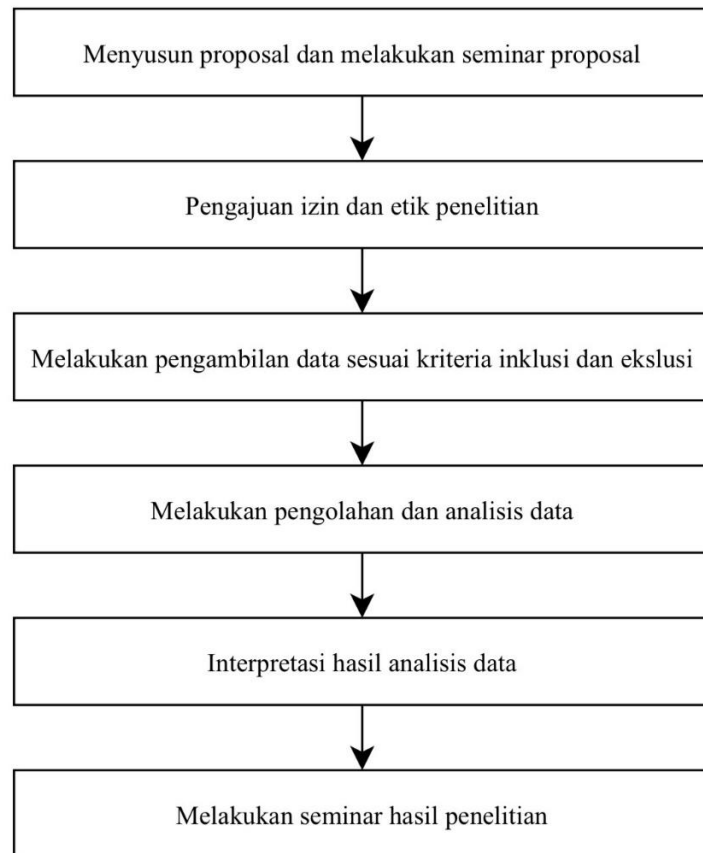 Menyusun proposal dan melakukan seminar proposal
Pengajuan izin dan etik penelitian
Melakukan pengambilan data sesuai kriteria inklusi dan ekslusi
Melakukan pengolahan dan analisis data
Interpretasi hasil analisis data
Melakukan seminar hasil penelitian